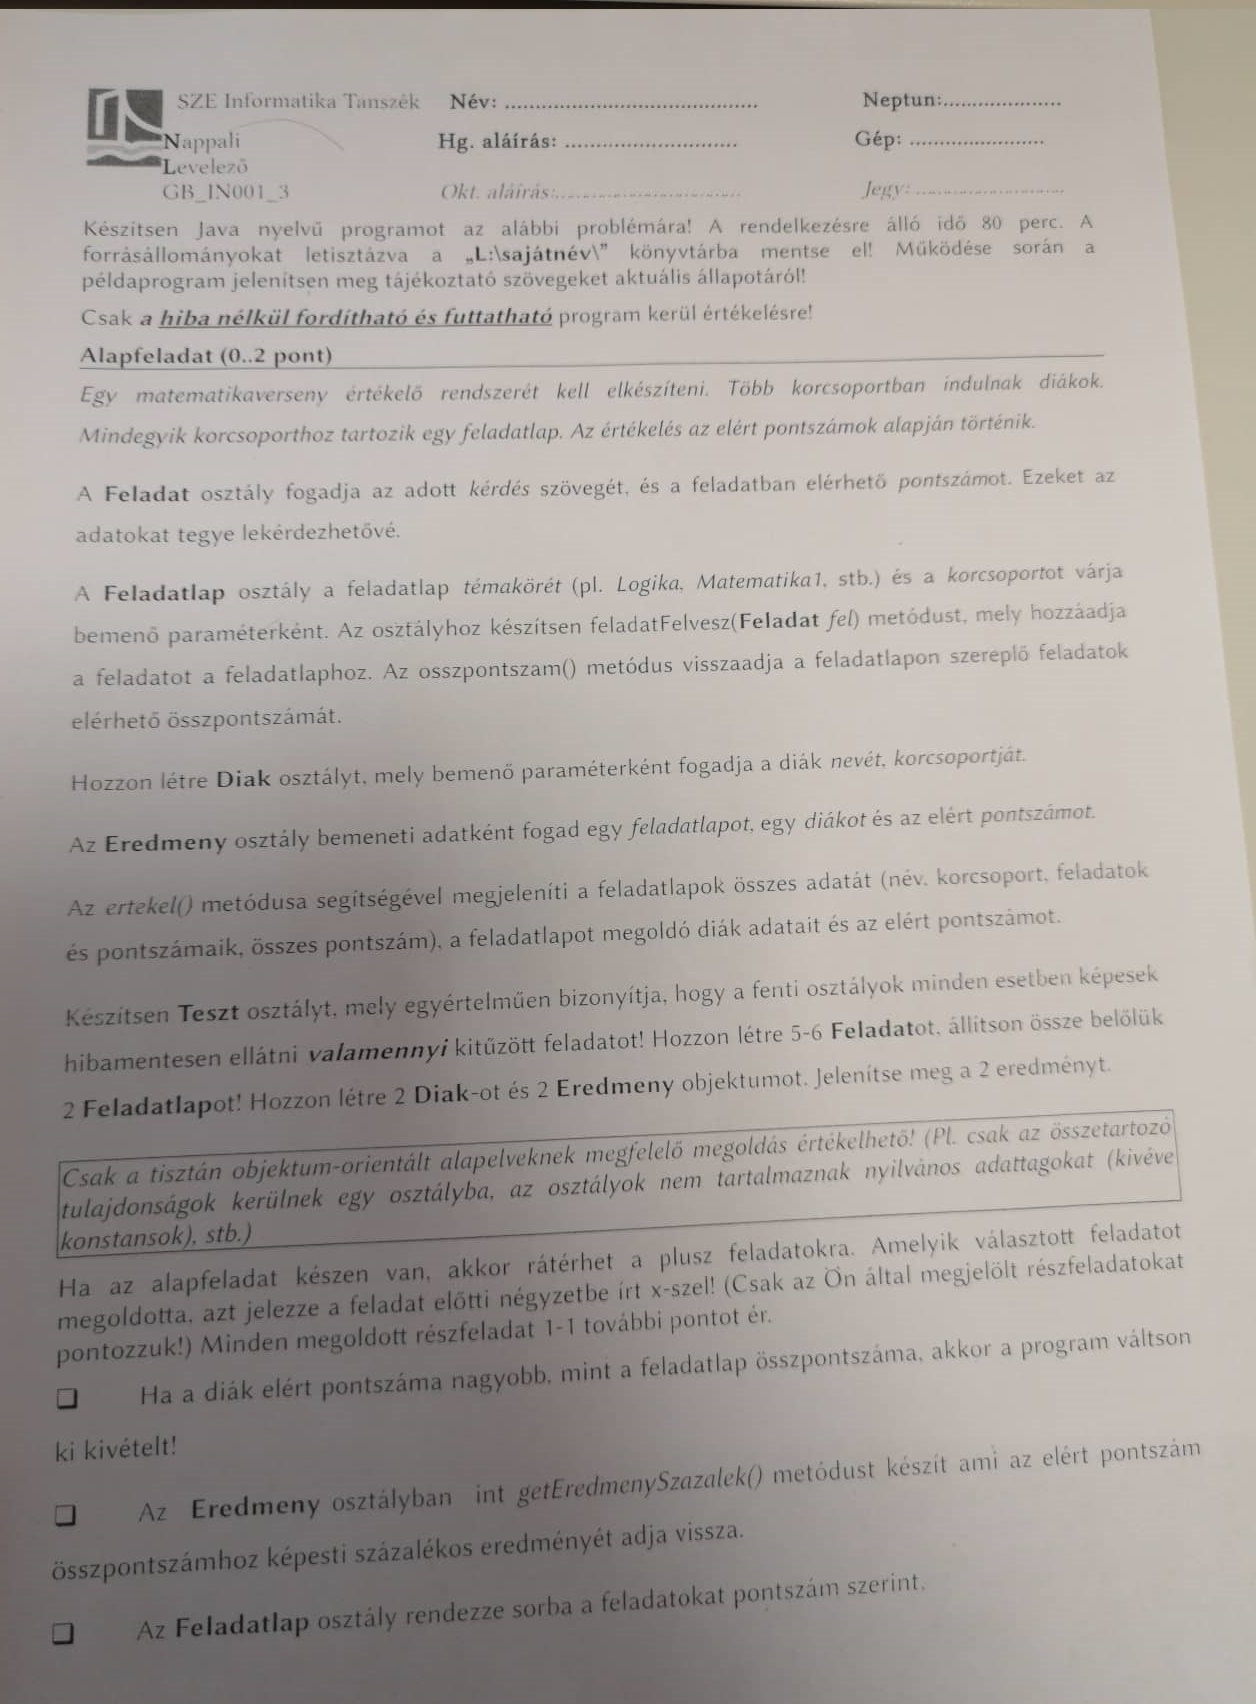 SZE Informatika Tanszék Név: ..........................................
Neptun:....................
Nappali Hg. aláírás: ............................ Gép: ......................
Levelező
GB_IN001_3 Okt. aláírás:.............................. Jegy: .........................
Készítsen Java nyelvű programot az alábbi problémára! A rendelkezésre álló idő 80 perc. A
forrásállományokat letisztázva a „L:\sajátnév\” könyvtárba mentse el! Működése során a
példaprogram jelenítsen meg tájékoztató szövegeket aktuális állapotáról!
Csak a hiba nélkül fordítható és futtatható program kerül értékelésre!
Alapfeladat (0..2 pont)
Egy matematikaverseny értékelő rendszerét kell elkészíteni. Több korcsoportban indulnak diákok.
Mindegyik korcsoporthoz tartozik egy feladatlap. Az értékelés az elért pontszámok alapján történik.
A Feladat osztály fogadja az adott kérdés szövegét, és a feladatban elérhető pontszámot. Ezeket az
adatokat tegye lekérdezhetővé.
A Feladatlap osztály a feladatlap témakörét (pl. Logika, Matematika1, stb.) és a korcsoportot várja
bemenő paraméterként. Az osztályhoz készítsen feladatFelvesz(Feladat fel) metódust, mely hozzáadja
a feladatot a feladatlaphoz. Az osszpontszam() metódus visszaadja a feladatlapon szereplő feladatok
elérhető összpontszámát.
Hozzon létre Diak osztályt, mely bemenő paraméterként fogadja a diák nevét, korcsoportját.
Az Eredmeny osztály bemeneti adatként fogad egy feladatlapot, egy diákot és az elért pontszámot.
Az ertekel() metódusa segítségével megjeleníti a feladatlapok összes adatát (név, korcsoport, feladatok
és pontszámaik, összes pontszám), a feladatlapot megoldó diák adatait és az elért pontszámot.
Készítsen Teszt osztályt, mely egyértelműen bizonyítja, hogy a fenti osztályok minden esetben képesek
hibamentesen ellátni valamennyi kitűzött feladatot! Hozzon létre 5-6 Feladatot, állítson össze belőlük
2 Feladatlapot! Hozzon létre 2 Diak-ot és 2 Eredmeny objektumot. Jelenítse meg a 2 eredményt.
Csak a tisztán objektum-orientált alapelveknek megfelelő megoldás értékelhető! (Pl. csak az összetartozó
tulajdonságok kerülnek egy osztályba, az osztályok nem tartalmaznak nyilvános adattagokat (kivéve
konstansok), stb.)
Ha az alapfeladat készen van, akkor rátérhet a plusz feladatokra. Amelyik választott feladatot
megoldotta, azt jelezze a feladat előtti négyzetbe írt x-szel! (Csak az Ön által megjelölt részfeladatokat
pontozzuk!) Minden megoldott részfeladat 1-1 további pontot ér.
❑ Ha a diák elért pontszáma nagyobb, mint a feladatlap összpontszáma, akkor a program váltson
ki kivételt!
❑ Az Eredmeny osztályban int getEredmenySzazalek() metódust készít ami az elért pontszám
összpontszámhoz képesti százalékos eredményét adja vissza.
❑ Az Feladatlap osztály rendezze sorba a feladatokat pontszám szerint.